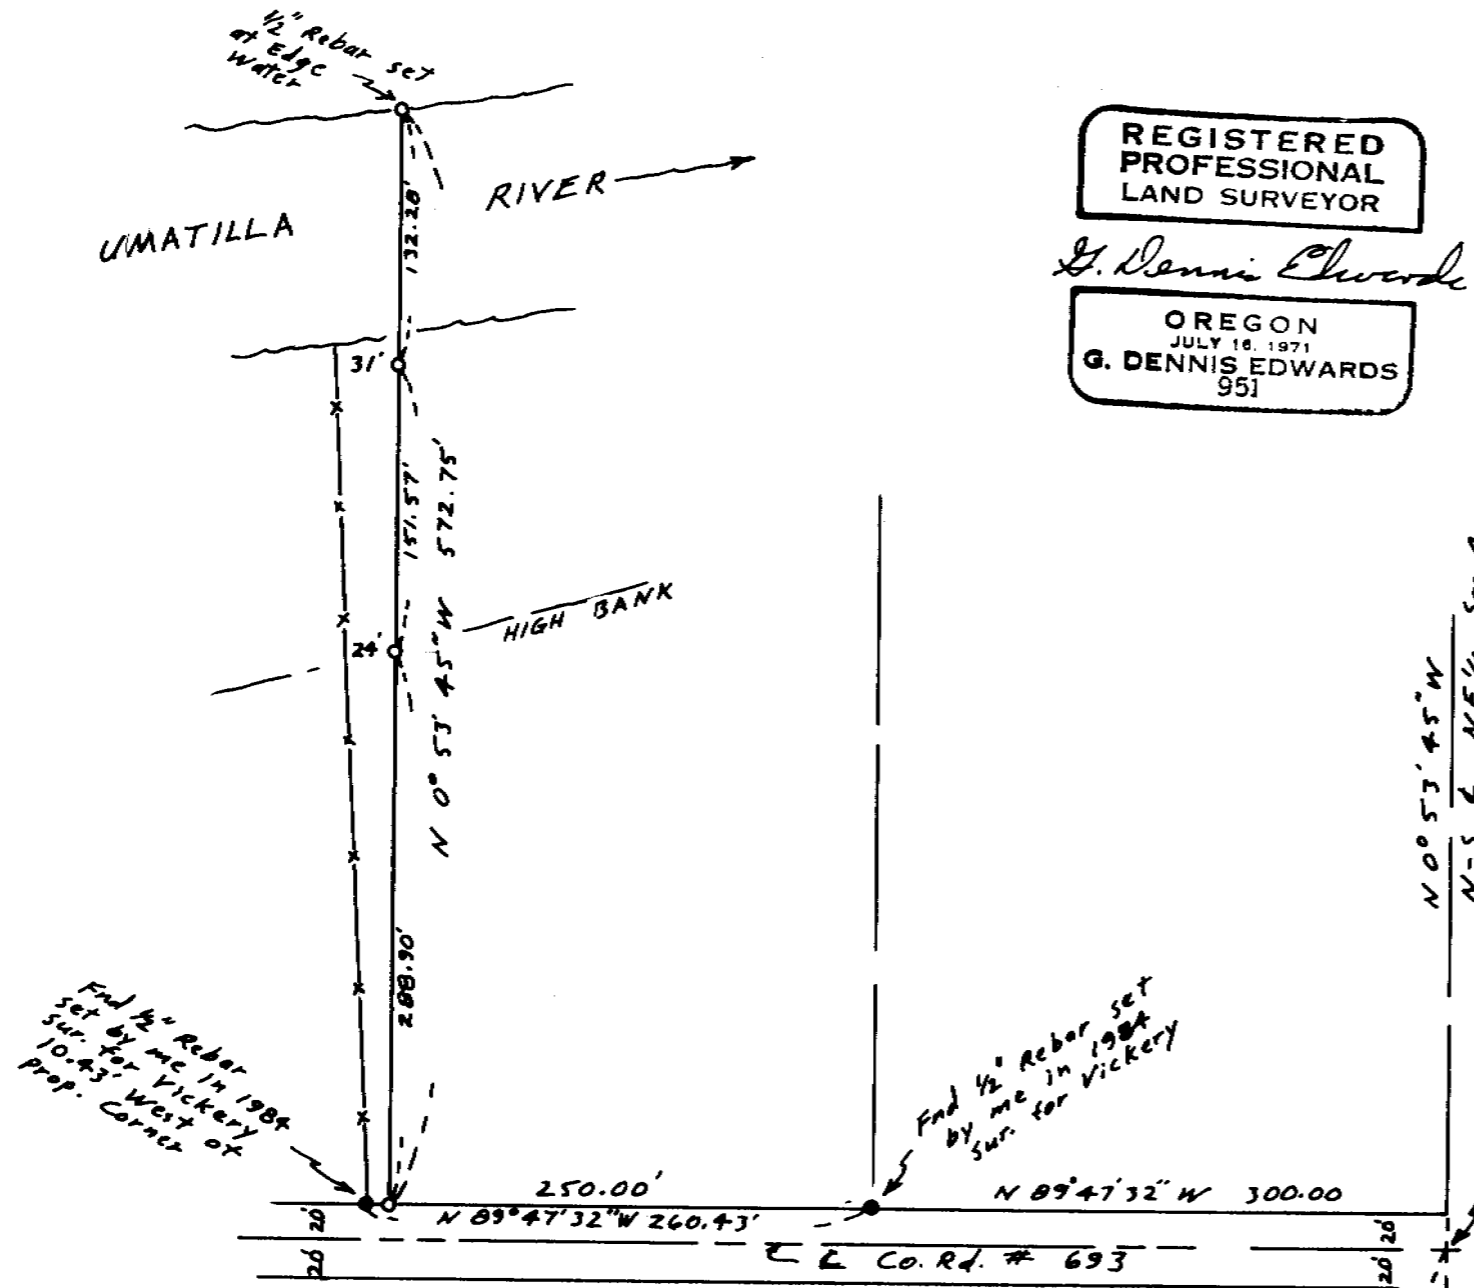 1/2" Rebar set
at Edge
Water
REGISTERED
PROFESSIONAL
LAND SURVEYOR
G. Dennis Edwards
OREGON
JULY 16, 1971
G. DENNIS EDWARDS
951
UMATILLA RIVER
132.28'
31'
151.57'
N 0° 53' 45" W 572.75'
HIGH BANK
24'
288.90'
N 0° 53' 45" W
Fnd 1/2" Rebar
set by me in 1984
sur. for Vickery
10.43' West of
prop. Corner
Fnd 1/2" Rebar set
by me in 1984
sur. for Vickery
250.00'
N 89°47'32" W 300.00
N 89°47'32" W 260.43'
20'
20'
20'
20'
℄ Co. Rd. # 693